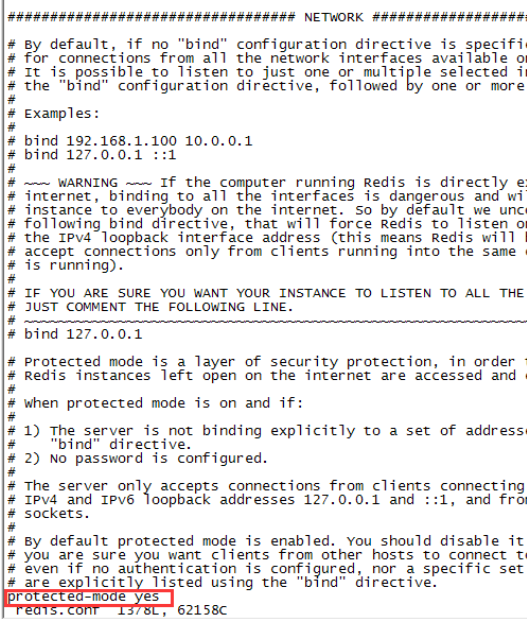 ################################## NETWORK ####################
# By default, if no "bind" configuration directive is specifi
# for connections from all the network interfaces available o
# It is possible to listen to just one or multiple selected i
# the "bind" configuration directive, followed by one or more
#
# Examples:
#
# bind 192.168.1.100 10.0.0.1
# bind 127.0.0.1 ::1
#
# ~~~ WARNING ~~~ If the computer running Redis is directly e
# internet, binding to all the interfaces is dangerous and wi
# instance to everybody on the internet. So by default we unc
# following bind directive, that will force Redis to listen o
# the IPv4 loopback interface address (this means Redis will
# accept connections only from clients running into the same
# is running).
#
# IF YOU ARE SURE YOU WANT YOUR INSTANCE TO LISTEN TO ALL THE
# JUST COMMENT THE FOLLOWING LINE.
# ~~~~~~~~~~~~~~~~~~~~~~~~~~~~~~~~~~~~~~~~~~~~~~~~~~~~~~~~~~~~
# bind 127.0.0.1
# Protected mode is a layer of security protection, in order
# Redis instances left open on the internet are accessed and
#
# When protected mode is on and if:
#
# 1) The server is not binding explicitly to a set of address
#    "bind" directive.
# 2) No password is configured.
#
# The server only accepts connections from clients connecting
# IPv4 and IPv6 loopback addresses 127.0.0.1 and ::1, and fro
# sockets.
#
# By default protected mode is enabled. You should disable it
# you are sure you want clients from other hosts to connect t
# even if no authentication is configured, nor a specific set
# are explicitly listed using the "bind" directive.
protected-mode yes
"redis.conf" 1378L, 62158C